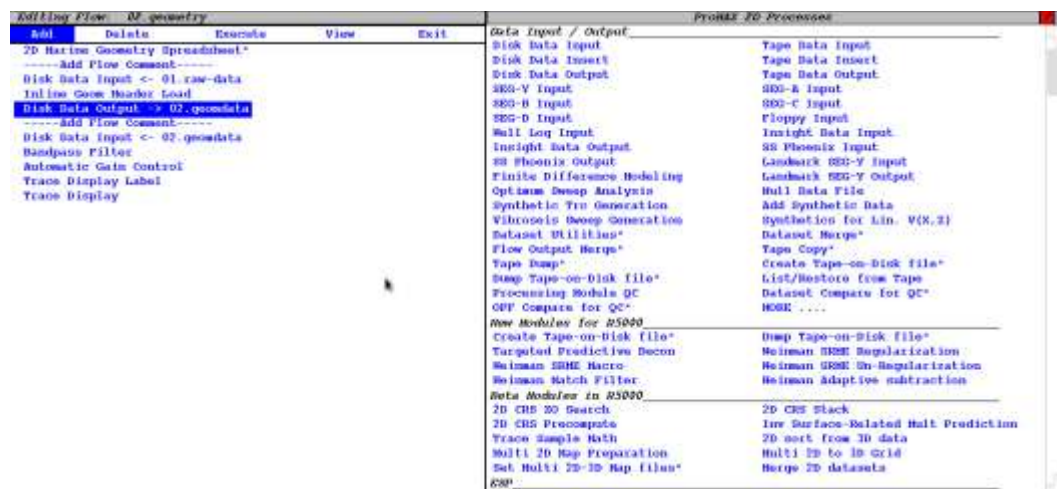 Editing Flow: 02.geometry
Add Delete Execute View Exit
2D Marine Geometry Spreadsheet*
-----Add Flow Comment-----
Disk Data Input <- 01.raw-data
Inline Geom Header Load
Disk Data Output -> 02.geomdata
-----Add Flow Comment-----
Disk Data Input <- 02.geomdata
Bandpass Filter
Automatic Gain Control
Trace Display Label
Trace Display
ProMAX 2D Processes
Data Input / Output
Disk Data Input Tape Data Input
Disk Data Insert Tape Data Insert
Disk Data Output Tape Data Output
SEG-Y Input SEG-A Input
SEG-B Input SEG-C Input
SEG-D Input Floppy Input
Well Log Input Insight Data Input
Insight Data Output SS Phoenix Input
SS Phoenix Output Landmark SEG-Y Input
Finite Difference Modeling Landmark SEG-Y Output
Optimum Sweep Analysis Null Data File
Synthetic Trc Generation Add Synthetic Data
Vibroseis Sweep Generation Synthetics for Lin. V(X,Z)
Dataset Utilities* Dataset Merge*
Flow Output Merge* Tape Copy*
Tape Dump* Create Tape-on-Disk file*
Dump Tape-on-Disk file* List/Restore from Tape
Processing Module QC Dataset Compare for QC*
OPF Compare for QC* MORE ....
New Modules for R5000
Create Tape-on-Disk file* Dump Tape-on-Disk file*
Targeted Predictive Decon Weinman SRME Regularization
Weinman SRME Macro Weinman SRME Un-Regularization
Weinman Match Filter Weinman Adaptive subtraction
Beta Modules in R5000
2D CRS ZO Search 2D CRS Stack
2D CRS Precompute Inv Surface-Related Mult Prediction
Trace Sample Math 2D sort from 3D data
Multi 2D Map Preparation Multi 2D to 3D Grid
Set Multi 2D-3D Map files* Merge 2D datasets
ESP